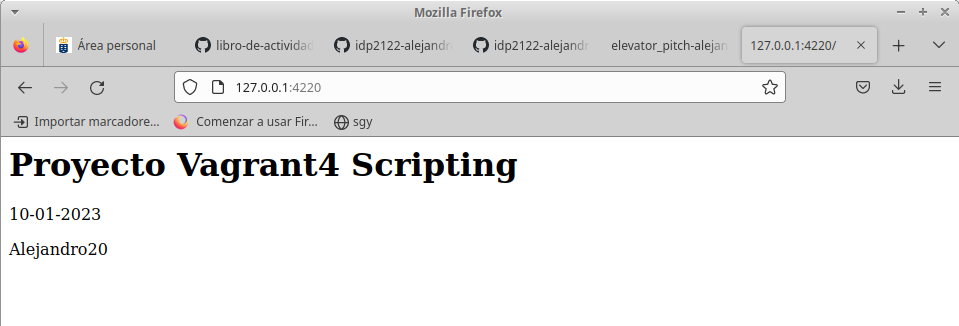 Mozilla Firefox
Área personal
libro-de-actividad
idp2122-alejandr
idp2122-alejandr
elevator_pitch-alejan
127.0.0.1:4220/
127.0.0.1:4220
Importar marcadore...
Comenzar a usar Fir...
sgy
Proyecto Vagrant4 Scripting
10-01-2023
Alejandro20